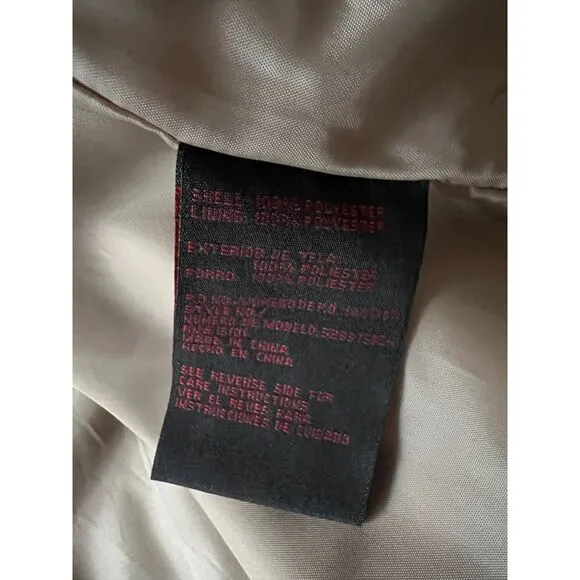 SHELL: 100% POLYESTER
LINING: 100% POLYESTER
EXTERIOR DE TELA:
100% POLIESTER
FORRO: 100% POLIESTER
STYLE NO/
MADE IN CHINA
HECHO EN CHINA
SEE REVERSE SIDE FOR
CARE INSTRUCTIONS
VER EL REVES PARA
INSTRUCCIONES DE CUIDADO